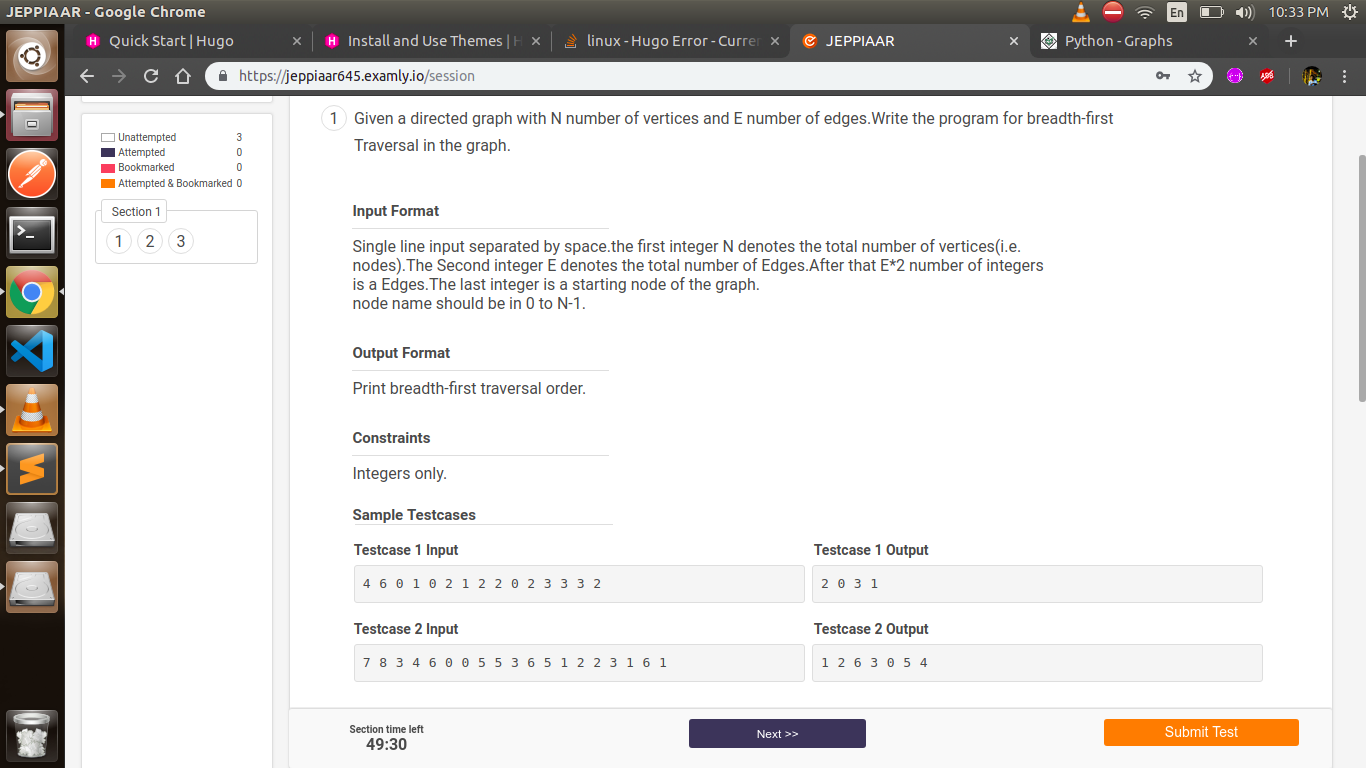 JEPPIAAR - Google Chrome
En
10:33 PM
Quick Start | Hugo
Install and Use Themes | H
linux - Hugo Error - Curren
JEPPIAAR
Python - Graphs
https://jeppiaar645.examly.io/session
ABP
Unattempted 3
Attempted 0
Bookmarked 0
Attempted & Bookmarked 0
Section 1
1 2 3
1 Given a directed graph with N number of vertices and E number of edges.Write the program for breadth-first
Traversal in the graph.
Input Format
Single line input separated by space.the first integer N denotes the total number of vertices(i.e.
nodes).The Second integer E denotes the total number of Edges.After that E*2 number of integers
is a Edges.The last integer is a starting node of the graph.
node name should be in 0 to N-1.
Output Format
Print breadth-first traversal order.
Constraints
Integers only.
Sample Testcases
Testcase 1 Input Testcase 1 Output
4 6 0 1 0 2 1 2 2 0 2 3 3 3 2 2 0 3 1
Testcase 2 Input Testcase 2 Output
7 8 3 4 6 0 0 5 5 3 6 5 1 2 2 3 1 6 1 1 2 6 3 0 5 4
Section time left
49:30
Next >>
Submit Test